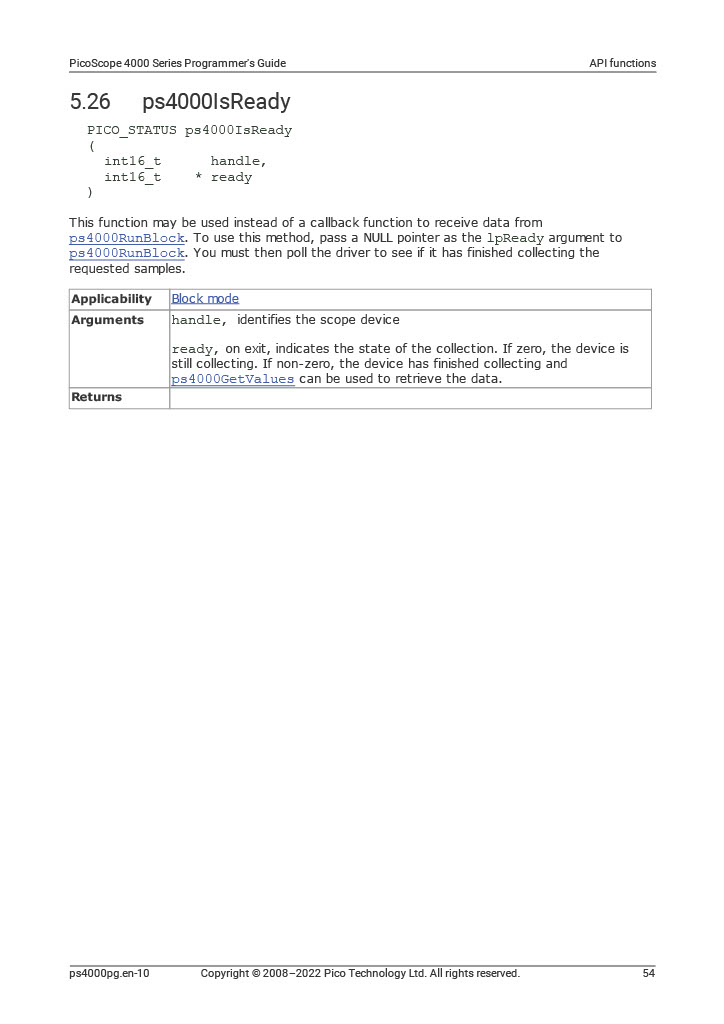 PicoScope 4000 Series Programmer's Guide API functions
5.26 ps4000IsReady
PICO_STATUS ps4000IsReady
(
int16_t handle,
int16_t * ready
)
This function may be used instead of a callback function to receive data from
ps4000RunBlock. To use this method, pass a NULL pointer as the lpReady argument to
ps4000RunBlock. You must then poll the driver to see if it has finished collecting the
requested samples.
Applicability Block mode
Arguments handle, identifies the scope device
ready, on exit, indicates the state of the collection. If zero, the device is
still collecting. If non-zero, the device has finished collecting and
ps4000GetValues can be used to retrieve the data.
Returns
ps4000pg.en-10 Copyright © 2008–2022 Pico Technology Ltd. All rights reserved. 54